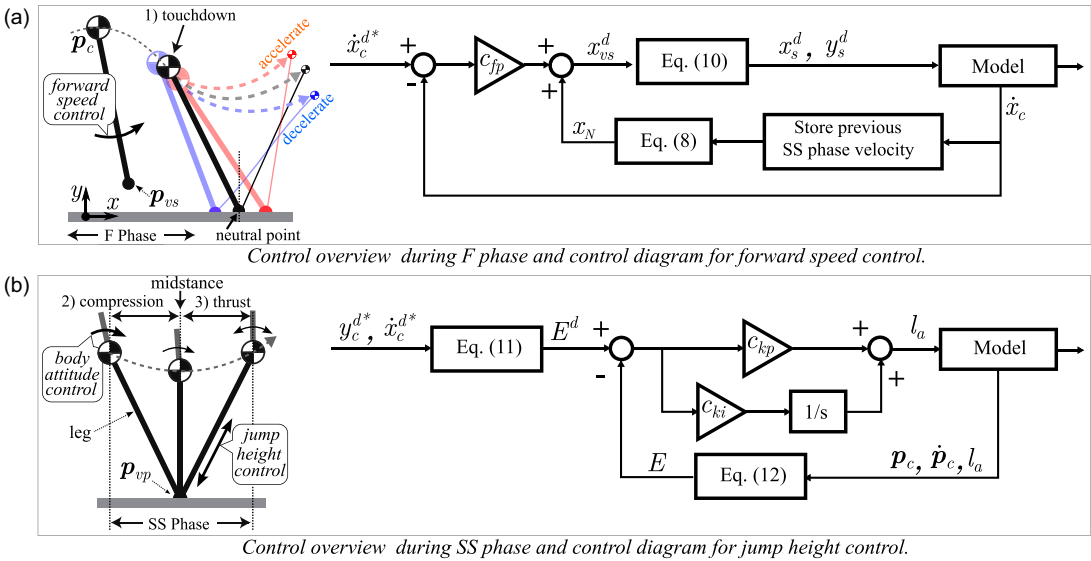 (a)
1) touchdown
p_c
accelerate
decelerate
forward
speed
control
p_vs
y
x
F Phase
neutral point
ẋ_c^{d*}
+
-
c_fp
+
+
x_vs^d
Eq. (10)
x_s^d, y_s^d
Model
ẋ_c
x_N
Eq. (8)
Store previous
SS phase velocity
Control overview during F phase and control diagram for forward speed control.
(b)
midstance
2) compression
3) thrust
body
attitude
control
leg
jump
height
control
p_vp
SS Phase
y_c^{d*}, ẋ_c^{d*}
Eq. (11)
E^d
+
-
c_kp
+
+
l_a
Model
c_ki
1/s
E
Eq. (12)
p_c, ṗ_c, l_a
Control overview during SS phase and control diagram for jump height control.